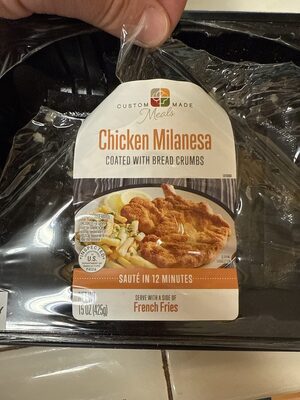 CUSTOM MADE
Meals
Chicken Milanesa
COATED WITH BREAD CRUMBS
SAUTÉ IN 12 MINUTES
15 OZ (425g)
SERVE WITH A SIDE OF
French Fries